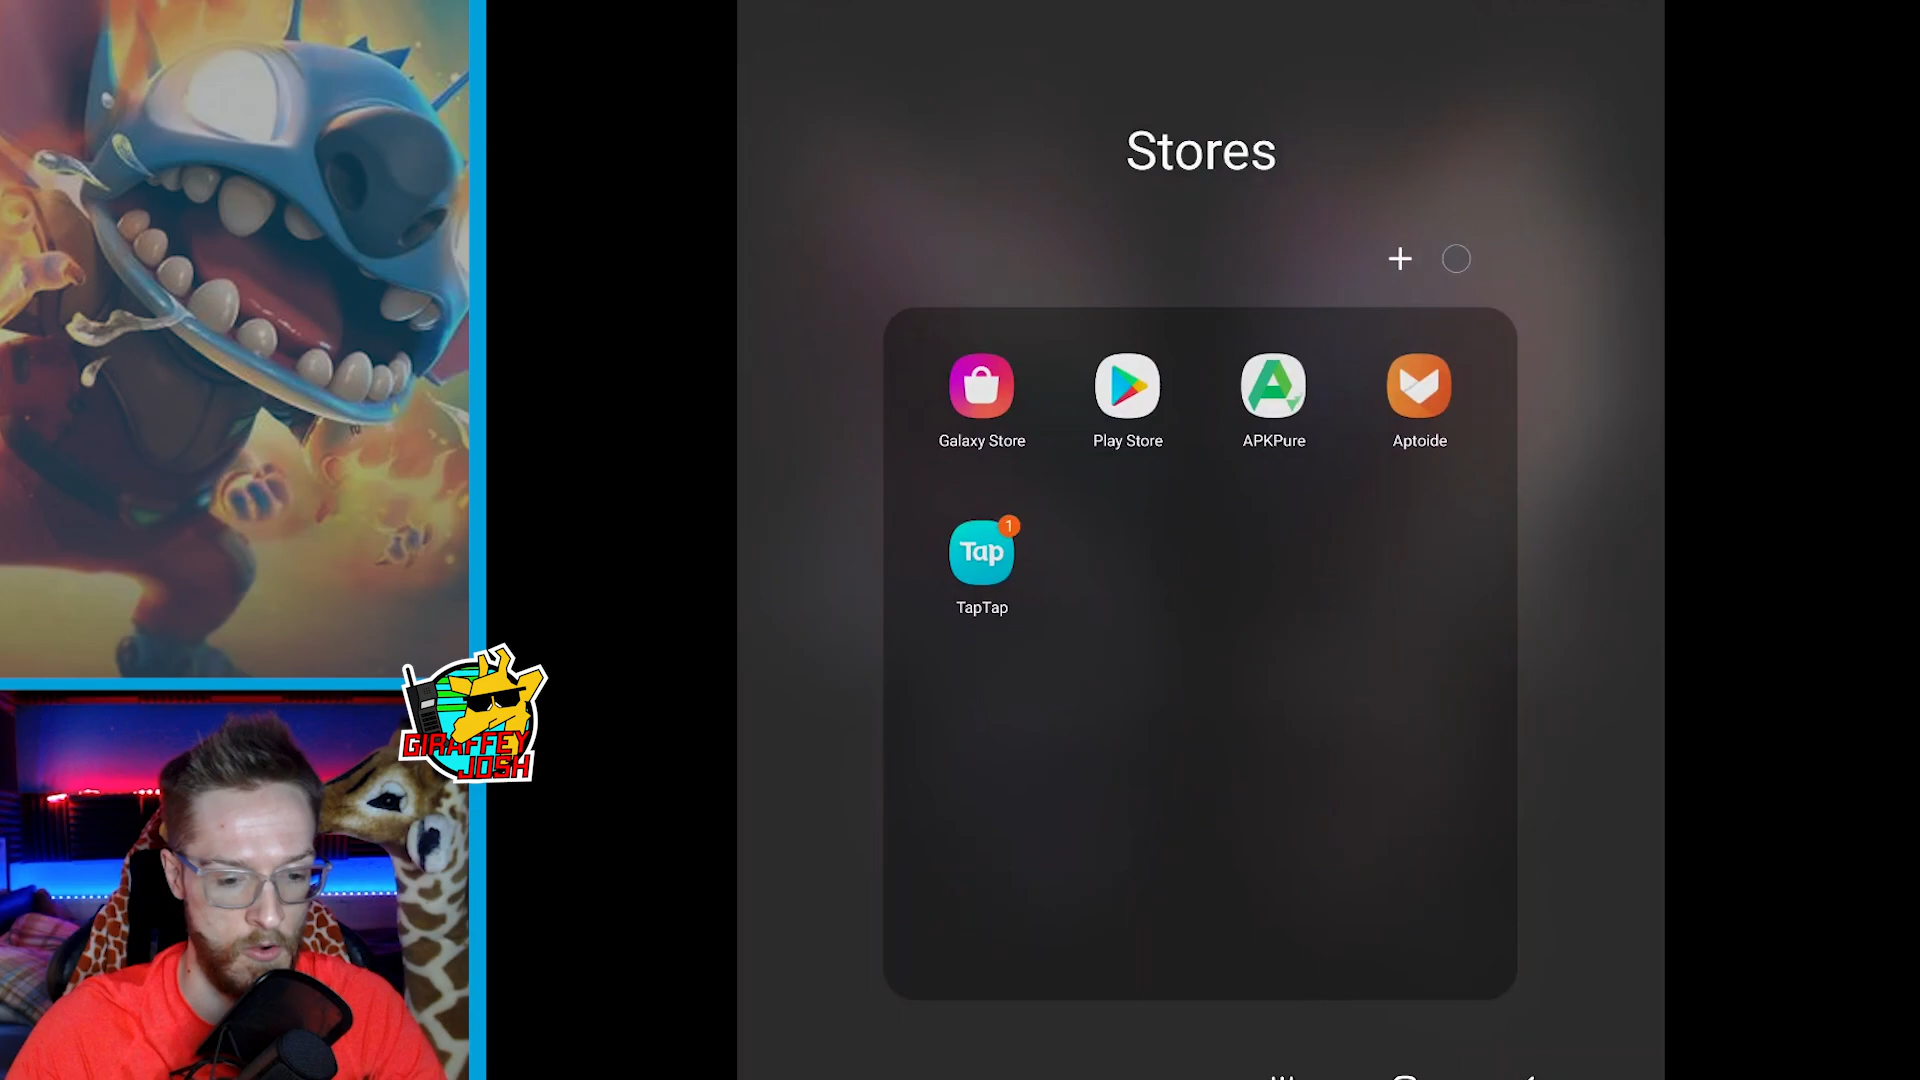 Stores
Galaxy Store
Play Store
APKPure
Aptoide
1
Tap
TapTap
GIRAFFEY
JOSH